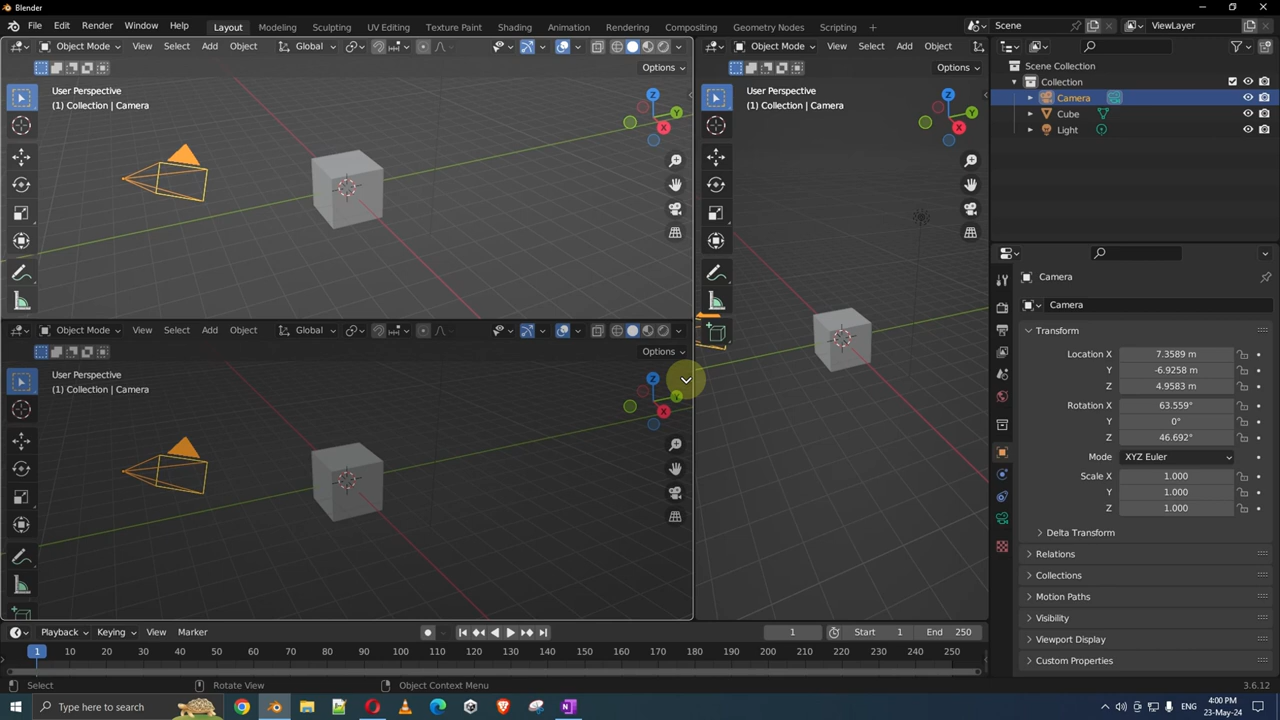 Blender
File Edit Render Window Help Layout Modeling Sculpting UV Editing Texture Paint Shading Animation Rendering Compositing Geometry Nodes Scripting + Scene ViewLayer
Object Mode View Select Add Object Global
Options
User Perspective
(1) Collection | Camera
Z
Y
X
Object Mode View Select Add Object Global
Options
User Perspective
(1) Collection | Camera
Z
Y
X
Object Mode View Select Add Object
Options
User Perspective
(1) Collection | Camera
Z
Y
X
Scene Collection
Collection
Camera
Cube
Light
Camera
Camera
Transform
Location X 7.3589 m
Y -6.9258 m
Z 4.9583 m
Rotation X 63.559°
Y 0°
Z 46.692°
Mode XYZ Euler
Scale X 1.000
Y 1.000
Z 1.000
Delta Transform
Relations
Collections
Motion Paths
Visibility
Viewport Display
Custom Properties
Playback Keying View Marker 1 Start 1 End 250
1 10 20 30 40 50 60 70 80 90 100 110 120 130 140 150 160 170 180 190 200 210 220 230 240 250
Select Rotate View Object Context Menu 3.6.12
Type here to search
4:00 PM
23-May-24